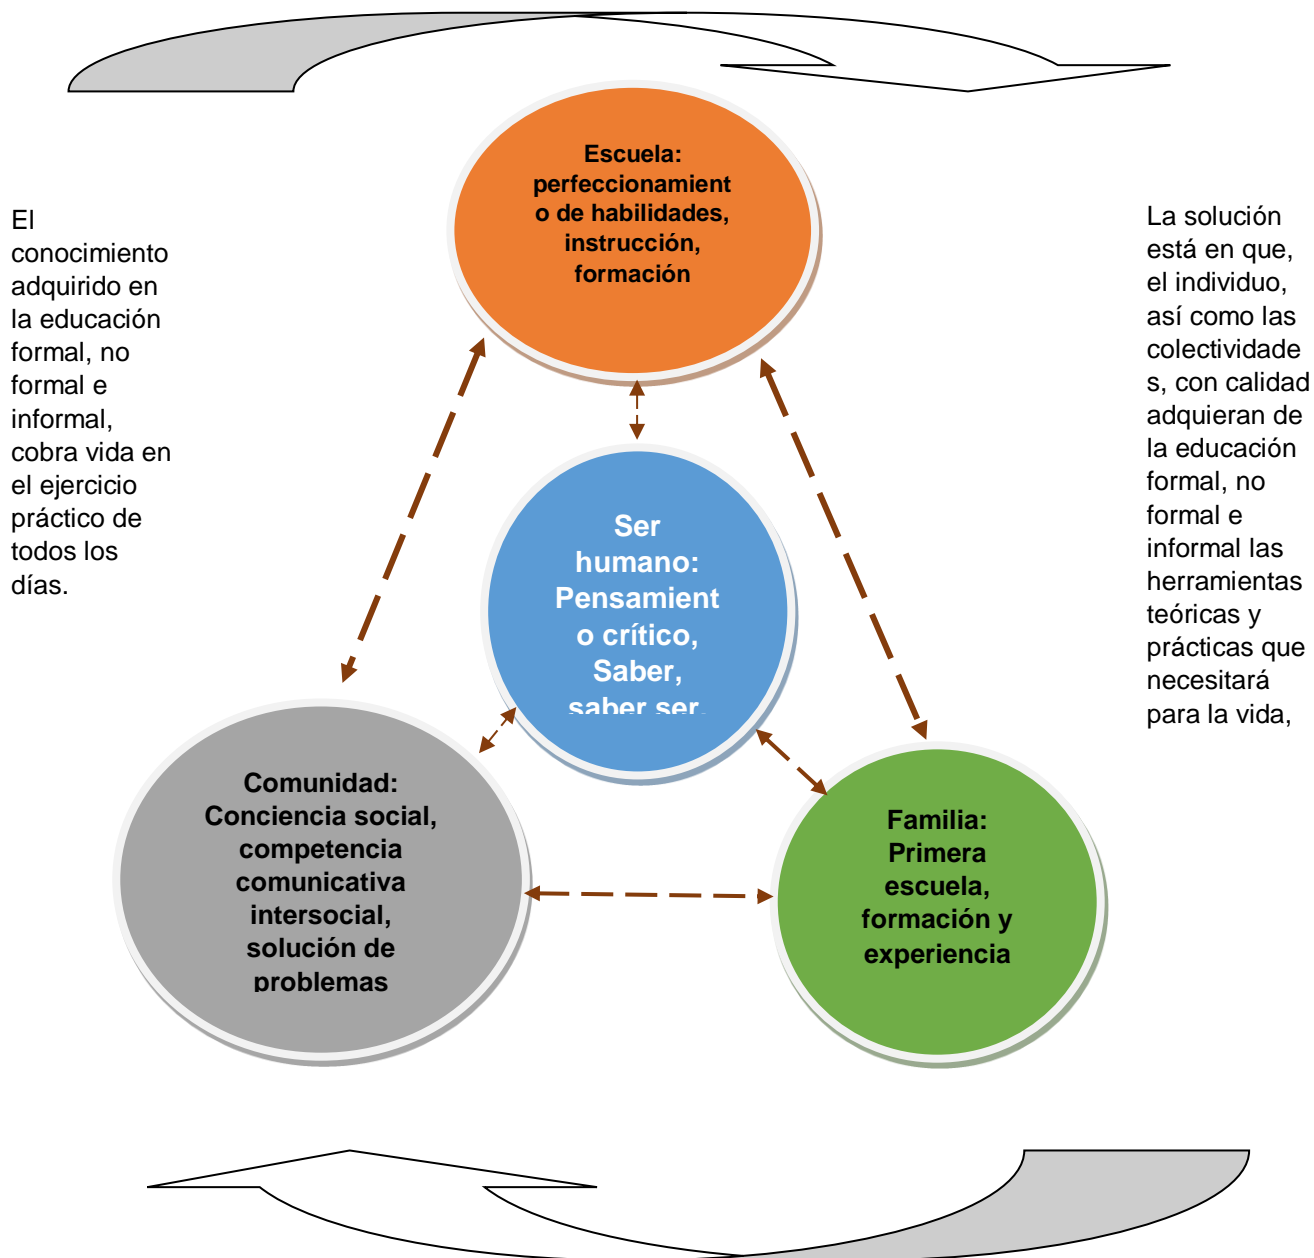 Escuela:
perfeccionamient
o de habilidades,
instrucción,
formación
El
conocimiento
adquirido en
la educación
formal, no
formal e
informal,
cobra vida en
el ejercicio
práctico de
todos los
días.
La solución
está en que,
el individuo,
así como las
colectividade
s, con calidad
adquieran de
la educación
formal, no
formal e
informal las
herramientas
teóricas y
prácticas que
necesitará
para la vida,
Ser
humano:
Pensamient
o crítico,
Saber,
saber ser.
Comunidad:
Conciencia social,
competencia
comunicativa
intersocial,
solución de
problemas
Familia:
Primera
escuela,
formación y
experiencia